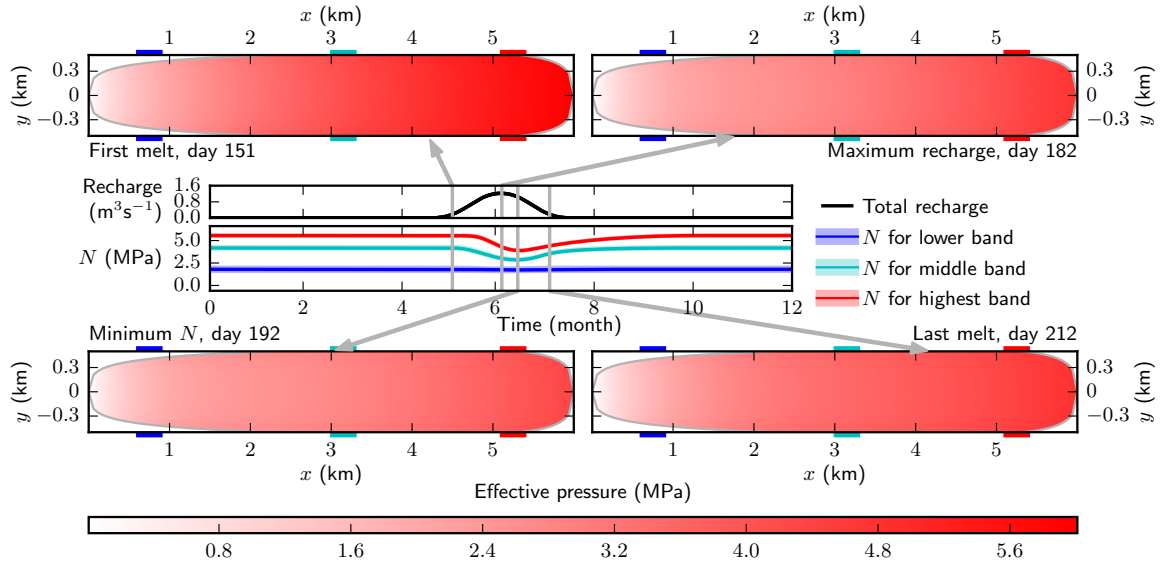 x (km)
x (km)
1 2 3 4 5
1 2 3 4 5
y (km)
0.3
0
−0.3
0.3
0
−0.3
y (km)
First melt, day 151
Maximum recharge, day 182
Recharge
(m³s⁻¹)
1.6
0.8
0.0
N (MPa)
5.0
2.5
0.0
0 2 4 6 8 10 12
Time (month)
Total recharge
N for lower band
N for middle band
N for highest band
Minimum N, day 192
Last melt, day 212
y (km)
0.3
0
−0.3
0.3
0
−0.3
y (km)
1 2 3 4 5
1 2 3 4 5
x (km)
x (km)
Effective pressure (MPa)
0.8 1.6 2.4 3.2 4.0 4.8 5.6